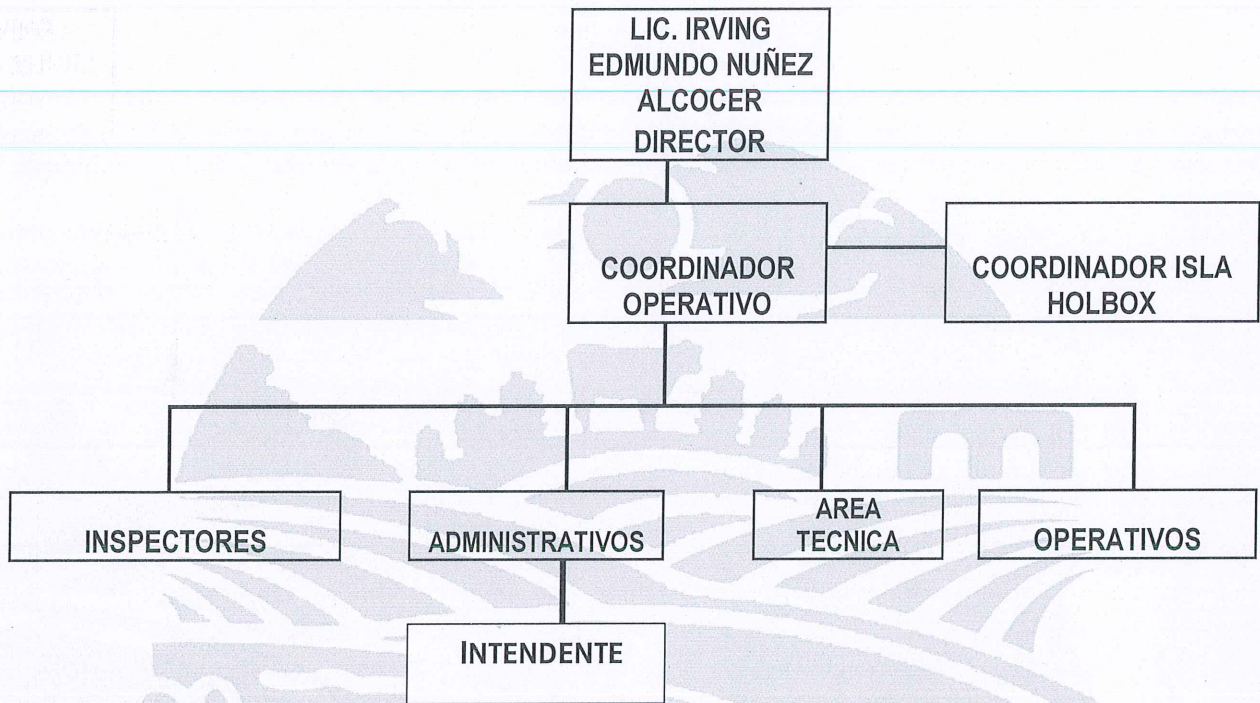 LIC. IRVING
EDMUNDO NUÑEZ
ALCOCER
DIRECTOR
COORDINADOR
OPERATIVO
COORDINADOR ISLA
HOLBOX
INSPECTORES
ADMINISTRATIVOS
AREA
TECNICA
OPERATIVOS
INTENDENTE